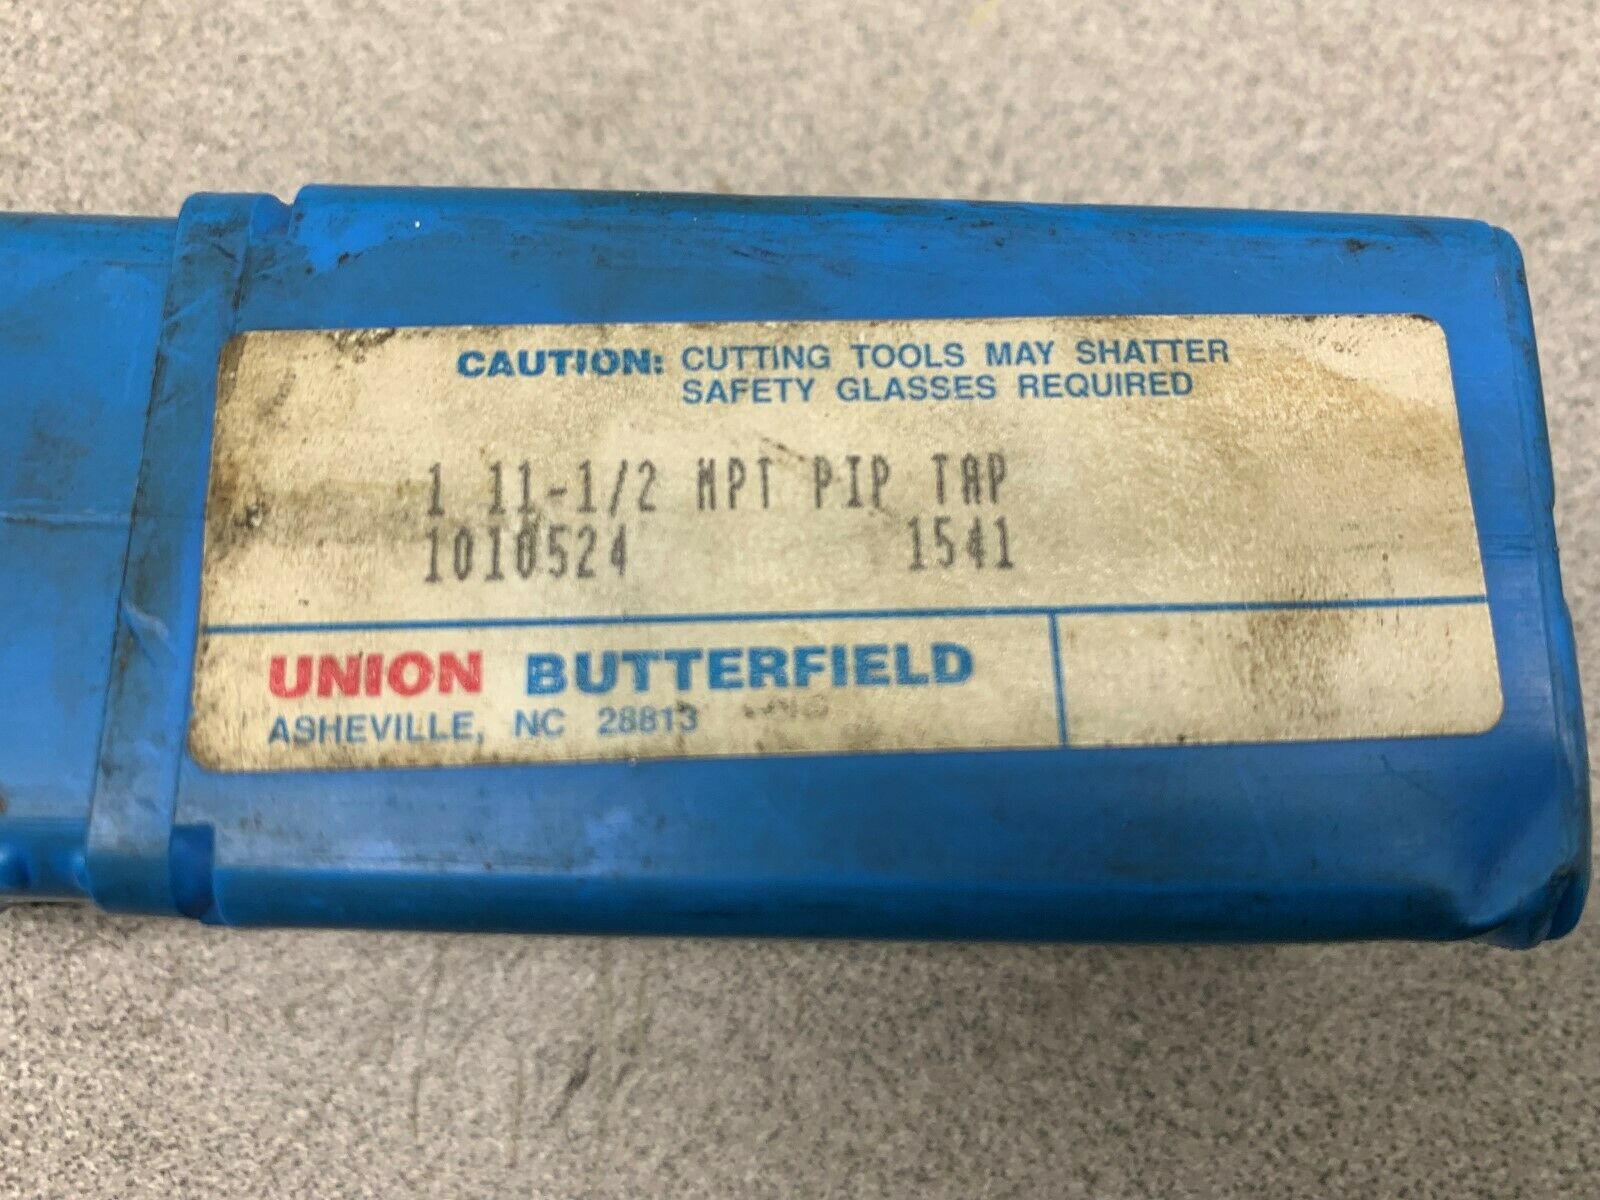 CAUTION: CUTTING TOOLS MAY SHATTER
SAFETY GLASSES REQUIRED
1 11-1/2 NPT PIP TAP
1010524 1541
UNION BUTTERFIELD
ASHEVILLE, NC 28813